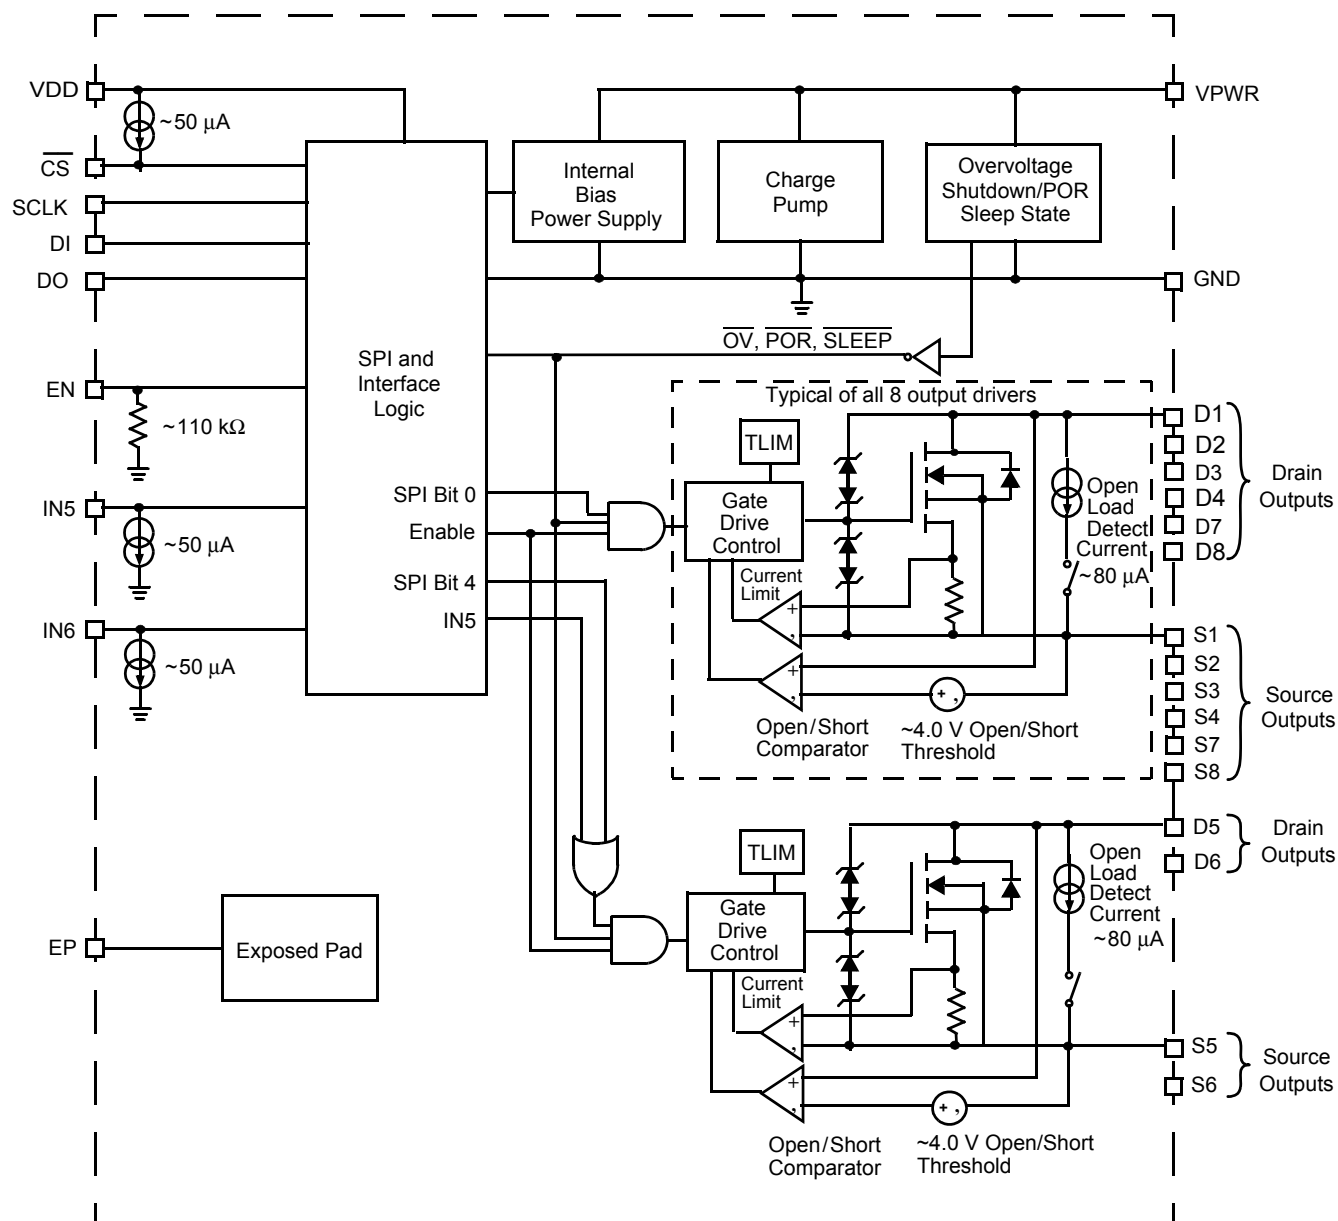 VDD
~50 μA
CS
SCLK
DI
DO
EN
~110 kΩ
IN5
~50 μA
IN6
~50 μA
EP
Exposed Pad
SPI and
Interface
Logic
SPI Bit 0
Enable
SPI Bit 4
IN5
Internal
Bias
Power Supply
Charge
Pump
Overvoltage
Shutdown/POR
Sleep State
VPWR
GND
OV, POR, SLEEP
Typical of all 8 output drivers
TLIM
Gate
Drive
Control
Current
Limit
+
,
+
,
Open/Short
Comparator
+ ,
~4.0 V Open/Short
Threshold
Open
Load
Detect
Current
~80 μA
D1
D2
D3
D4
D7
D8
Drain
Outputs
S1
S2
S3
S4
S7
S8
Source
Outputs
TLIM
Gate
Drive
Control
Current
Limit
+
,
+
,
Open/Short
Comparator
+ ,
~4.0 V Open/Short
Threshold
Open
Load
Detect
Current
~80 μA
D5
D6
Drain
Outputs
S5
S6
Source
Outputs